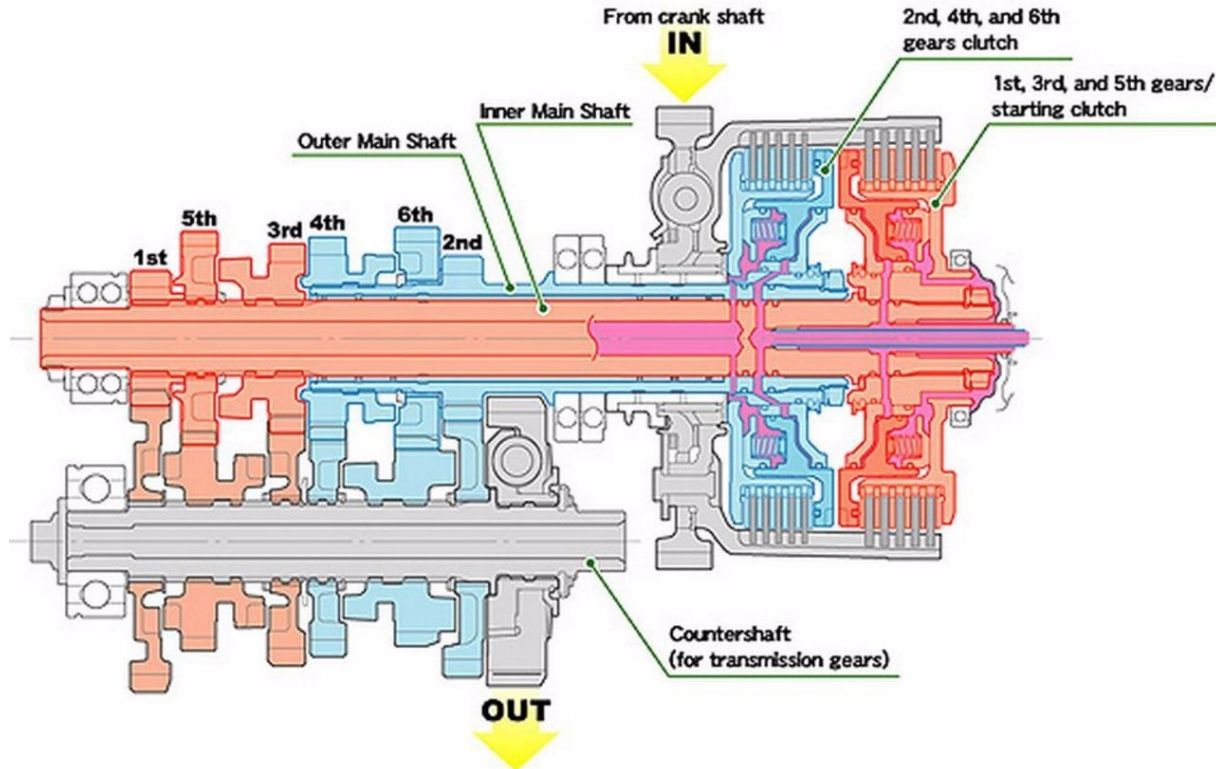 From crank shaft
IN
2nd, 4th, and 6th
gears clutch
1st, 3rd, and 5th gears/
starting clutch
Inner Main Shaft
Outer Main Shaft
1st
5th
3rd
4th
6th
2nd
Countershaft
(for transmission gears)
OUT